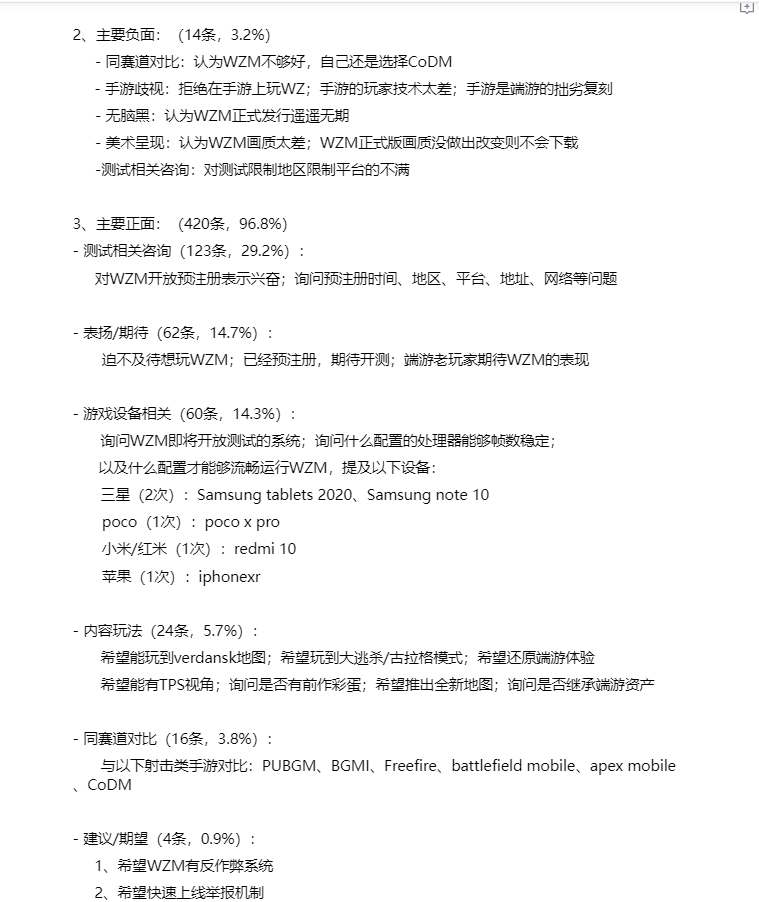 2、主要负面：（14条，3.2%）
- 同赛道对比：认为WZM不够好，自己还是选择CoDM
- 手游歧视：拒绝在手游上玩WZ；手游的玩家技术太差；手游是端游的拙劣复刻
- 无脑黑：认为WZM正式发行遥遥无期
- 美术呈现：认为WZM画质太差；WZM正式版画质没做出改变则不会下载
-测试相关咨询：对测试限制地区限制平台的不满
3、主要正面：（420条，96.8%）
- 测试相关咨询（123条，29.2%）：
对WZM开放预注册表示兴奋；询问预注册时间、地区、平台、地址、网络等问题
- 表扬/期待（62条，14.7%）：
迫不及待想玩WZM；已经预注册，期待开测；端游老玩家期待WZM的表现
- 游戏设备相关（60条，14.3%）：
询问WZM即将开放测试的系统；询问什么配置的处理器能够帧数稳定；
以及什么配置才能够流畅运行WZM，提及以下设备：
三星（2次）：Samsung tablets 2020、Samsung note 10
poco（1次）：poco x pro
小米/红米（1次）：redmi 10
苹果（1次）：iphonexr
- 内容玩法（24条，5.7%）：
希望能玩到verdansk地图；希望玩到大逃杀/古拉格模式；希望还原端游体验
希望能有TPS视角；询问是否有前作彩蛋；希望推出全新地图；询问是否继承端游资产
- 同赛道对比（16条，3.8%）：
与以下射击类手游对比：PUBGM、BGMI、Freefire、battlefield mobile、apex mobile
、CoDM
- 建议/期望（4条，0.9%）：
1、希望WZM有反作弊系统
2、希望快速上线举报机制